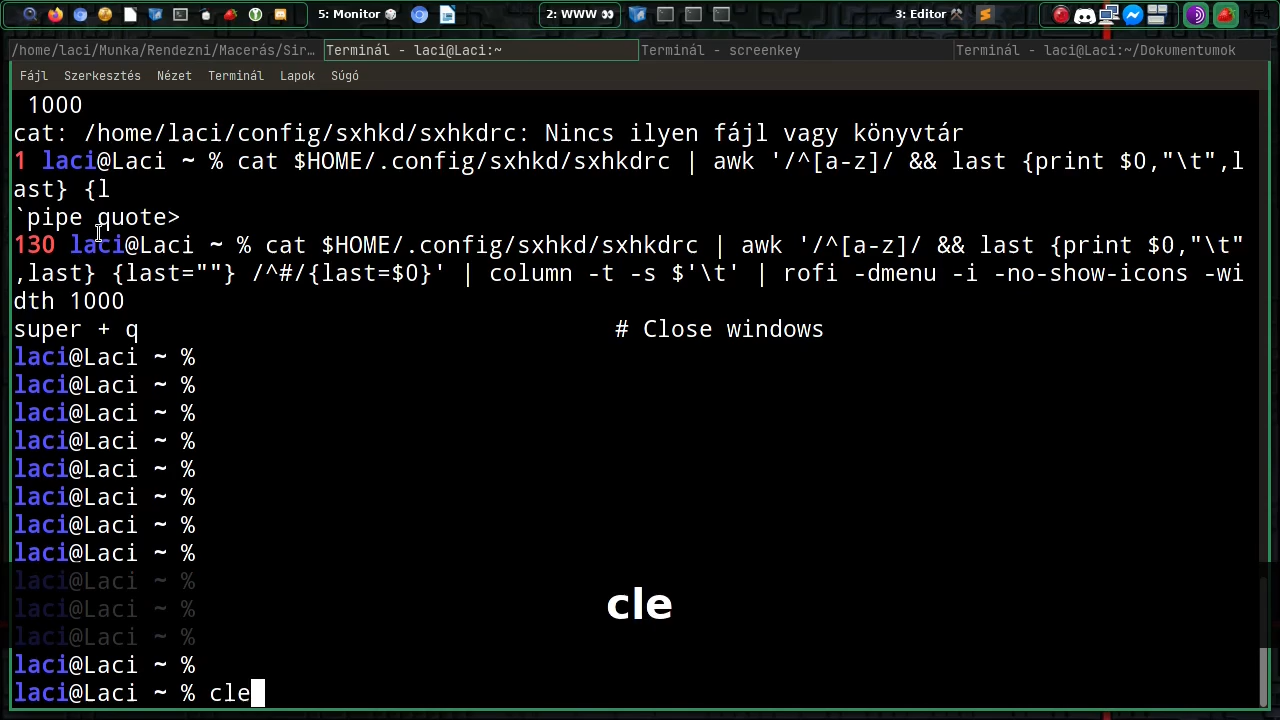 5: Monitor
2: WWW
3: Editor
/home/laci/Munka/Rendezni/Macerás/Sir…
Terminál - laci@Laci:~
Terminál - screenkey
Terminál - laci@Laci:~/Dokumentumok
Fájl Szerkesztés Nézet Terminál Lapok Súgó
1000
cat: /home/laci/config/sxhkd/sxhkdrc: Nincs ilyen fájl vagy könyvtár
1 laci@Laci ~ % cat $HOME/.config/sxhkd/sxhkdrc | awk '/^[a-z]/ && last {print $0,"\t",l
ast} {l
`pipe quote>
130 laci@Laci ~ % cat $HOME/.config/sxhkd/sxhkdrc | awk '/^[a-z]/ && last {print $0,"\t"
,last} {last=""} /^#/{last=$0}' | column -t -s $'\t' | rofi -dmenu -i -no-show-icons -wi
dth 1000
super + q # Close windows
laci@Laci ~ %
laci@Laci ~ %
laci@Laci ~ %
laci@Laci ~ %
laci@Laci ~ %
laci@Laci ~ %
laci@Laci ~ %
laci@Laci ~ %
laci@Laci ~ %
laci@Laci ~ %
laci@Laci ~ %
laci@Laci ~ %
laci@Laci ~ % cle
cle